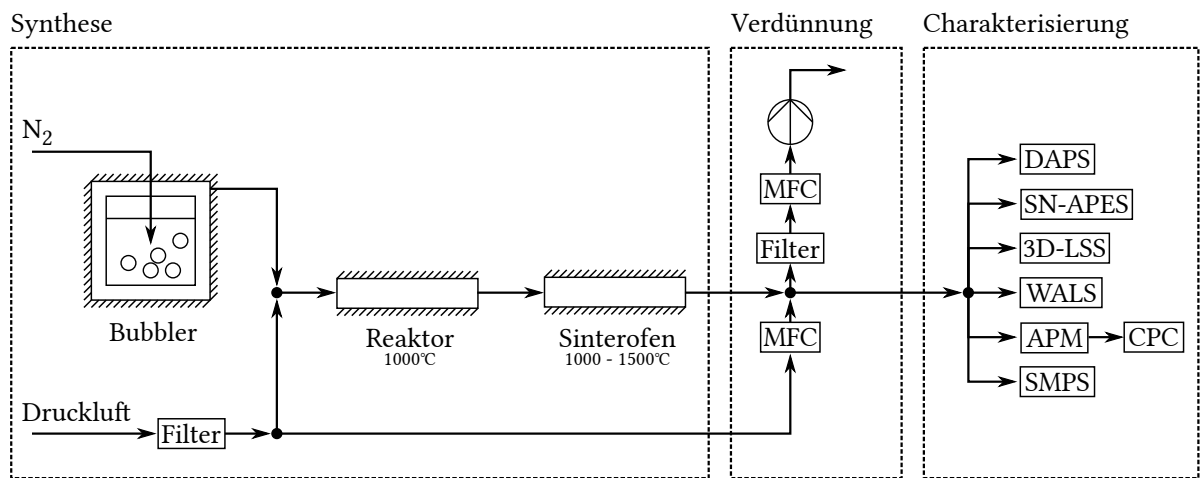 Synthese
Verdünnung
Charakterisierung
N2
Bubbler
Reaktor
1000℃
Sinterofen
1000 - 1500℃
Druckluft
Filter
MFC
Filter
MFC
DAPS
SN-APES
3D-LSS
WALS
APM
CPC
SMPS